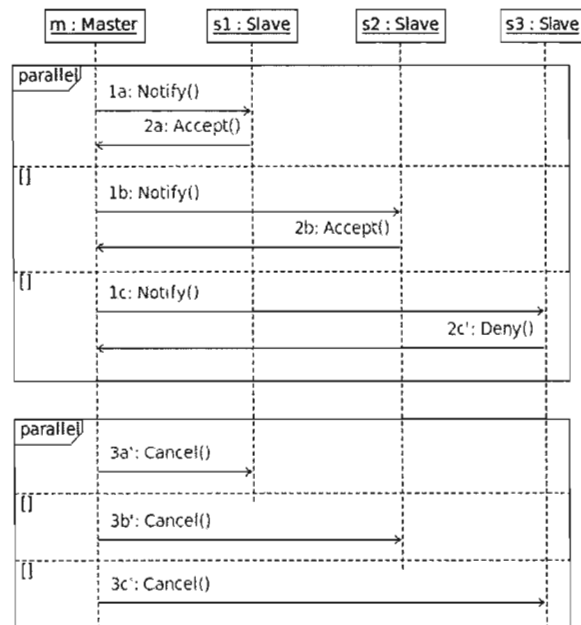 m : Master s1 : Slave s2 : Slave s3 : Slave
parallel
1a: Notify()
2a: Accept()
[]
1b: Notify()
2b: Accept()
[]
1c: Notify()
2c': Deny()
parallel
3a': Cancel()
[]
3b': Cancel()
[]
3c': Cancel()